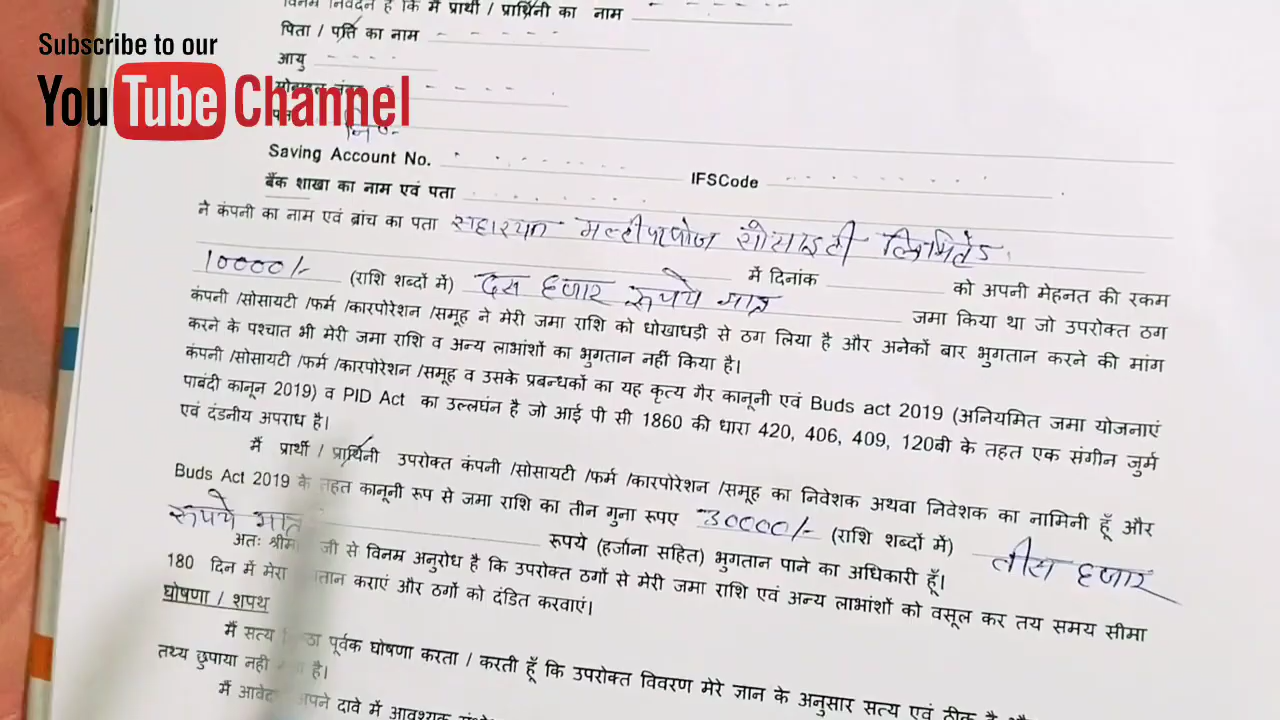 विनम्र निवेदन है कि मैं प्रार्थी / प्रार्थिनी का नाम
Subscribe to our
YouTube Channel
पिता / पति का नाम
आयु
Saving Account No. IFSCode
बैंक शाखा का नाम एवं पता
ने कंपनी का नाम एवं ब्रांच का पता सहारयन मल्टीपर्पोज सोसाइटी लिमिटेड
10000/- (राशि शब्दों में) दस हजार रूपये मात्र में दिनांक को अपनी मेहनत की रकम
जमा किया था जो उपरोक्त ठग
कंपनी /सोसायटी /फर्म /कारपोरेशन /समूह ने मेरी जमा राशि को धोखाधड़ी से ठग लिया है और अनेकों बार भुगतान करने की मांग
करने के पश्चात भी मेरी जमा राशि व अन्य लाभांशों का भुगतान नहीं किया है।
कंपनी /सोसायटी /फर्म /कारपोरेशन /समूह व उसके प्रबन्धकों का यह कृत्य गैर कानूनी एवं Buds act 2019 (अनियमित जमा योजनाएं
पाबंदी कानून 2019) व PID Act का उल्लघंन है जो आई पी सी 1860 की धारा 420, 406, 409, 120बी के तहत एक संगीन जुर्म
एवं दंडनीय अपराध है।
मैं प्रार्थी / प्रार्थिनी उपरोक्त कंपनी /सोसायटी /फर्म /कारपोरेशन /समूह का निवेशक अथवा निवेशक का नामिनी हूँ और
Buds Act 2019 के तहत कानूनी रूप से जमा राशि का तीन गुना रूपए 30000/- (राशि शब्दों में) तीस हजार
रूपये मात्र रूपये (हर्जाना सहित) भुगतान पाने का अधिकारी हूँ।
अतः जी से विनम्र अनुरोध है कि उपरोक्त ठगों से मेरी जमा राशि एवं अन्य लाभांशों को वसूल कर तय समय सीमा
180 दिन में मेरा कराएं और ठगों को दंडित करवाएं।
घोषणा / शपथ
मैं सत्य पूर्वक घोषणा करता / करती हूँ कि उपरोक्त विवरण मेरे ज्ञान के अनुसार सत्य एवं ठीक है
तथ्य छुपाया नही है।
मैं अपने दावे में आवश्यक